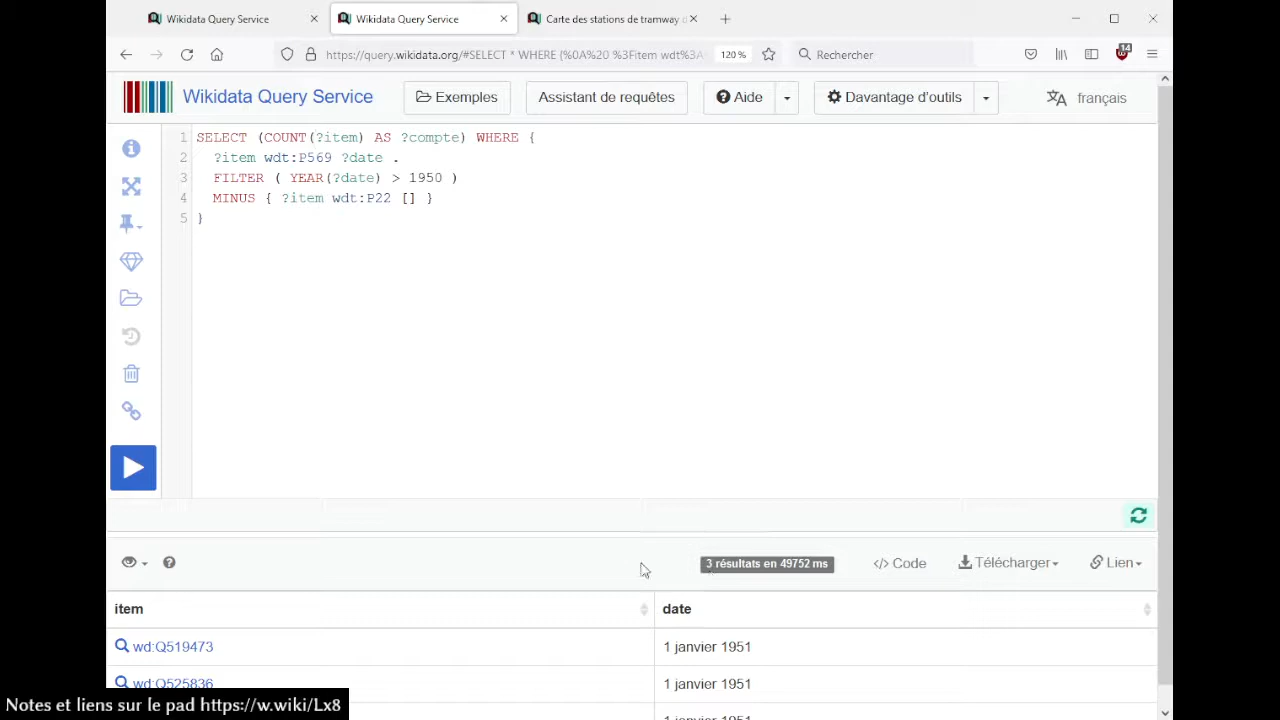 Wikidata Query Service
Wikidata Query Service
Carte des stations de tramway d
https://query.wikidata.org/#SELECT * WHERE {%0A%20 %3Fitem wdt%3A
120 %
Rechercher
14
Wikidata Query Service
Exemples
Assistant de requêtes
Aide
Davantage d'outils
français
1 SELECT (COUNT(?item) AS ?compte) WHERE {
2 ?item wdt:P569 ?date .
3 FILTER ( YEAR(?date) > 1950 )
4 MINUS { ?item wdt:P22 [] }
5 }
3 résultats en 49752 ms
</> Code
Télécharger
Lien
item date
wd:Q519473 1 janvier 1951
wd:Q525836 1 janvier 1951
1 janvier 1951
Notes et liens sur le pad https://w.wiki/Lx8